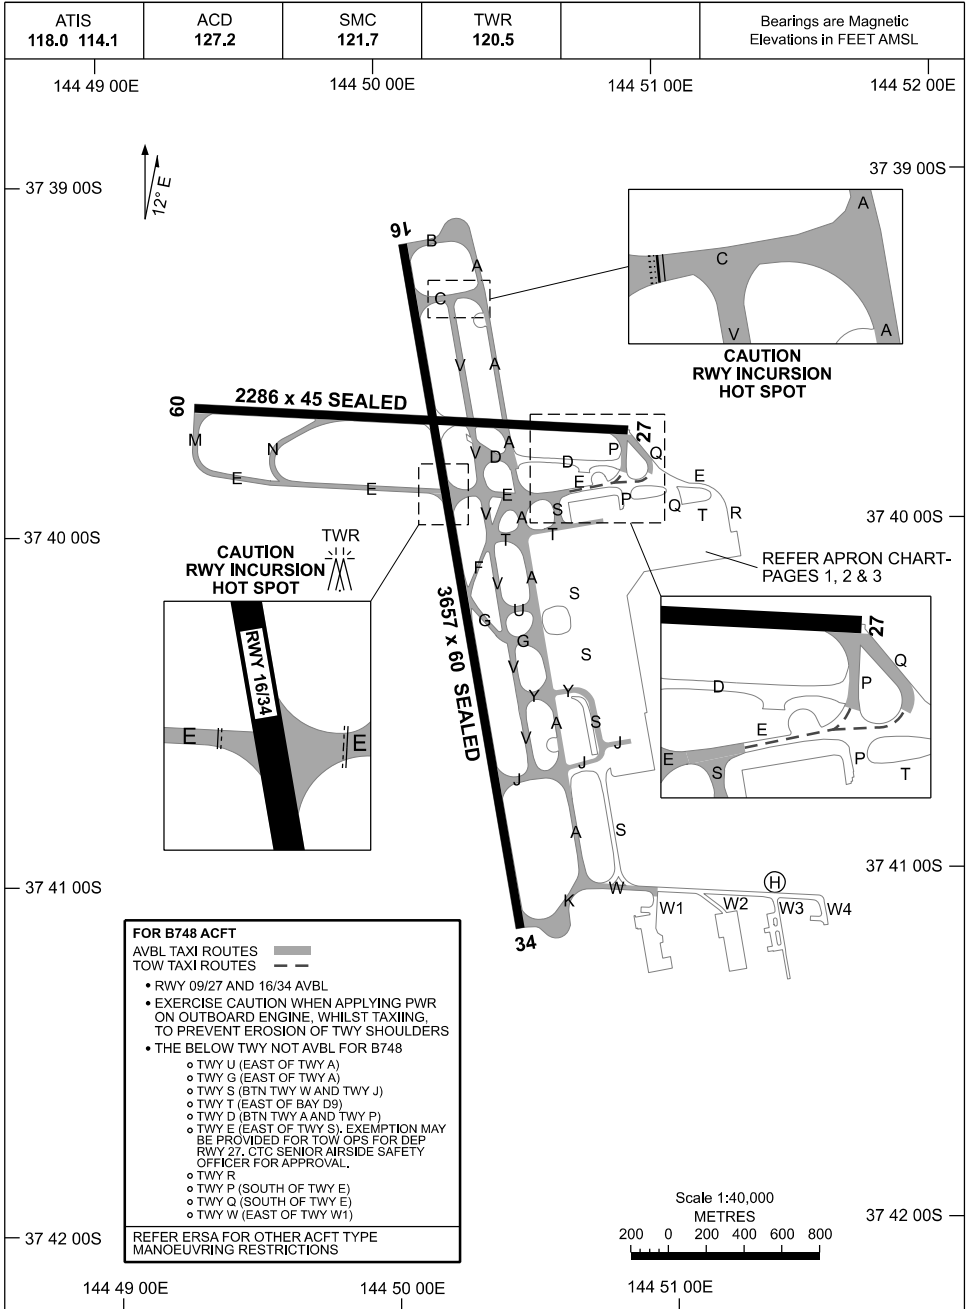 ATIS
118.0 114.1
ACD
127.2
SMC
121.7
TWR
120.5
Bearings are Magnetic
Elevations in FEET AMSL
144 49 00E
144 50 00E
144 51 00E
144 52 00E
37 39 00S
37 39 00S
12° E
16
B
A
C
V
A
A
C
V
A
CAUTION
RWY INCURSION
HOT SPOT
09
2286 x 45 SEALED
27
M
N
E
E
V
D
A
D
P
Q
E
E
E
P
Q
T
R
S
V
A
T
T
37 40 00S
37 40 00S
CAUTION
RWY INCURSION
HOT SPOT
TWR
REFER APRON CHART-
PAGES 1, 2 & 3
F
V
A
S
G
U
G
S
V
3657 x 60 SEALED
Y
Y
A
S
V
J
J
J
A
S
RWY 16/34
E
E
27
Q
D
P
E
E
S
P
T
37 41 00S
37 41 00S
K
W
H
W1
W2
W3
W4
34
FOR B748 ACFT
AVBL TAXI ROUTES
TOW TAXI ROUTES
• RWY 09/27 AND 16/34 AVBL
• EXERCISE CAUTION WHEN APPLYING PWR
ON OUTBOARD ENGINE, WHILST TAXIING,
TO PREVENT EROSION OF TWY SHOULDERS
• THE BELOW TWY NOT AVBL FOR B748
o TWY U (EAST OF TWY A)
o TWY G (EAST OF TWY A)
o TWY S (BTN TWY W AND TWY J)
o TWY T (EAST OF BAY D9)
o TWY D (BTN TWY A AND TWY P)
o TWY E (EAST OF TWY S). EXEMPTION MAY
BE PROVIDED FOR TOW OPS FOR DEP
RWY 27. CTC SENIOR AIRSIDE SAFETY
OFFICER FOR APPROVAL.
o TWY R
o TWY P (SOUTH OF TWY E)
o TWY Q (SOUTH OF TWY E)
o TWY W (EAST OF TWY W1)
REFER ERSA FOR OTHER ACFT TYPE
MANOEUVRING RESTRICTIONS
Scale 1:40,000
METRES
200 0 200 400 600 800
37 42 00S
37 42 00S
144 49 00E
144 50 00E
144 51 00E